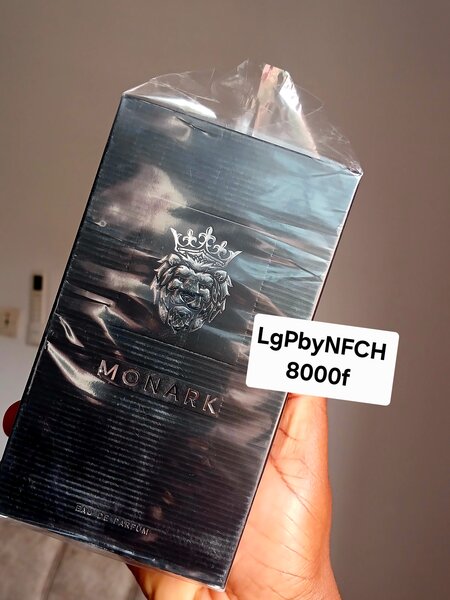 MONARK
LgPbyNFCH
8000f
EAU DE PARFUM